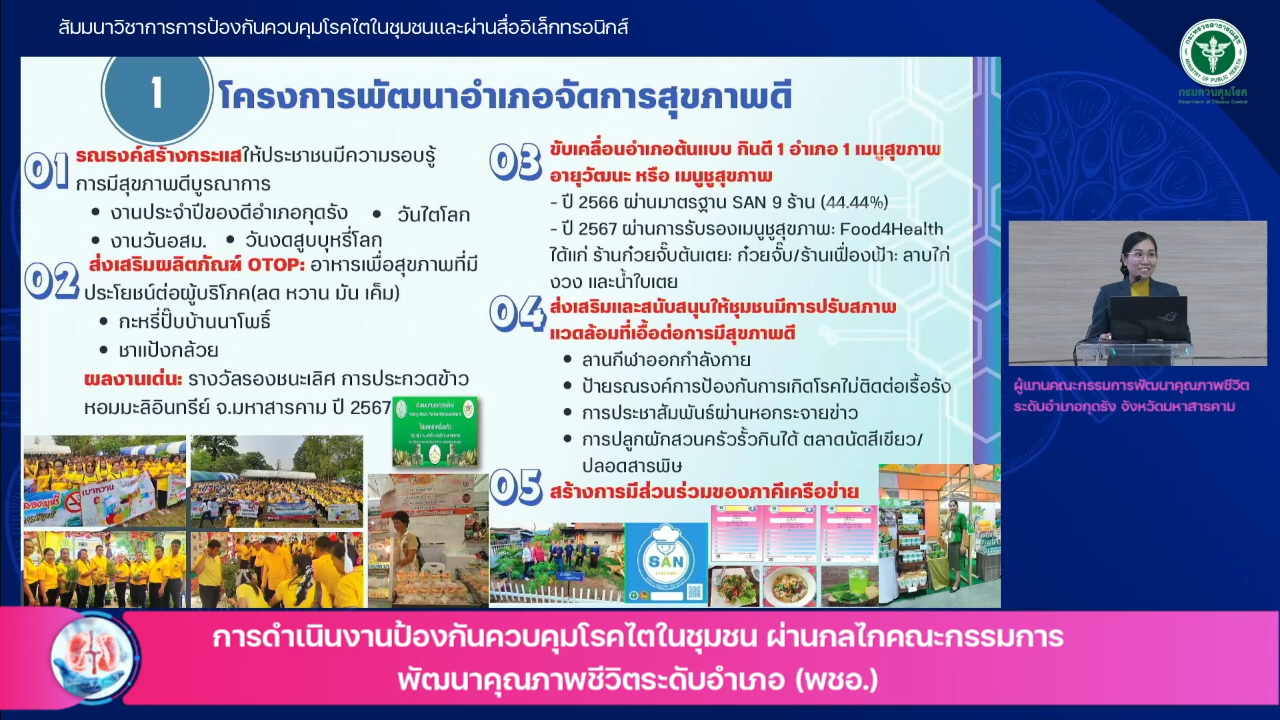 สัมมนาวิชาการการป้องกันควบคุมโรคไตในชุมชนและผ่านสื่ออิเล็กทรอนิกส์
กระทรวงสาธารณสุข
MINISTRY OF PUBLIC HEALTH
กรมควบคุมโรค
Department of Disease Control
1
โครงการพัฒนาอำเภอจัดการสุขภาพดี
01
รณรงค์สร้างกระแสให้ประชาชนมีความรอบรู้
การมีสุขภาพดีบูรณาการ
• งานประจำปีของดีอำเภอกุดรัง • วันไตโลก
• งานวันอสม. • วันงดสูบบุหรี่โลก
02
ส่งเสริมผลิตภัณฑ์ OTOP: อาหารเพื่อสุขภาพที่มี
ประโยชน์ต่อผู้บริโภค(ลด หวาน มัน เค็ม)
• กะหรี่ปั๊บบ้านนาโพธิ์
• ชาแป้งกล้วย
ผลงานเด่น: รางวัลรองชนะเลิศ การประกวดข้าว
หอมมะลิอินทรีย์ จ.มหาสารคาม ปี 2567
03
ขับเคลื่อนอำเภอต้นแบบ กินดี 1 อำเภอ 1 เมนูสุขภาพ
อายุวัฒนะ หรือ เมนูชูสุขภาพ
- ปี 2566 ผ่านมาตรฐาน SAN 9 ร้าน (44.44%)
- ปี 2567 ผ่านการรับรองเมนูชูสุขภาพ: Food4Health
ได้แก่ ร้านก๋วยจั๊บต้นเตย: ก๋วยจั๊บ/ร้านเฟื่องฟ้า: ลาบไก่
งวง และน้ำใบเตย
04
ส่งเสริมและสนับสนุนให้ชุมชนมีการปรับสภาพ
แวดล้อมที่เอื้อต่อการมีสุขภาพดี
• ลานกีฬาออกกำลังกาย
• ป้ายรณรงค์การป้องกันการเกิดโรคไม่ติดต่อเรื้อรัง
• การประชาสัมพันธ์ผ่านหอกระจายข่าว
• การปลูกผักสวนครัวรั้วกินได้ ตลาดนัดสีเขียว/
ปลอดสารพิษ
05
สร้างการมีส่วนร่วมของภาคีเครือข่าย
เบาหวาน
SAN
ผู้แทนคณะกรรมการพัฒนาคุณภาพชีวิต
ระดับอำเภอกุดรัง จังหวัดมหาสารคาม
การดำเนินงานป้องกันควบคุมโรคไตในชุมชน ผ่านกลไกคณะกรรมการ
พัฒนาคุณภาพชีวิตระดับอำเภอ (พชอ.)